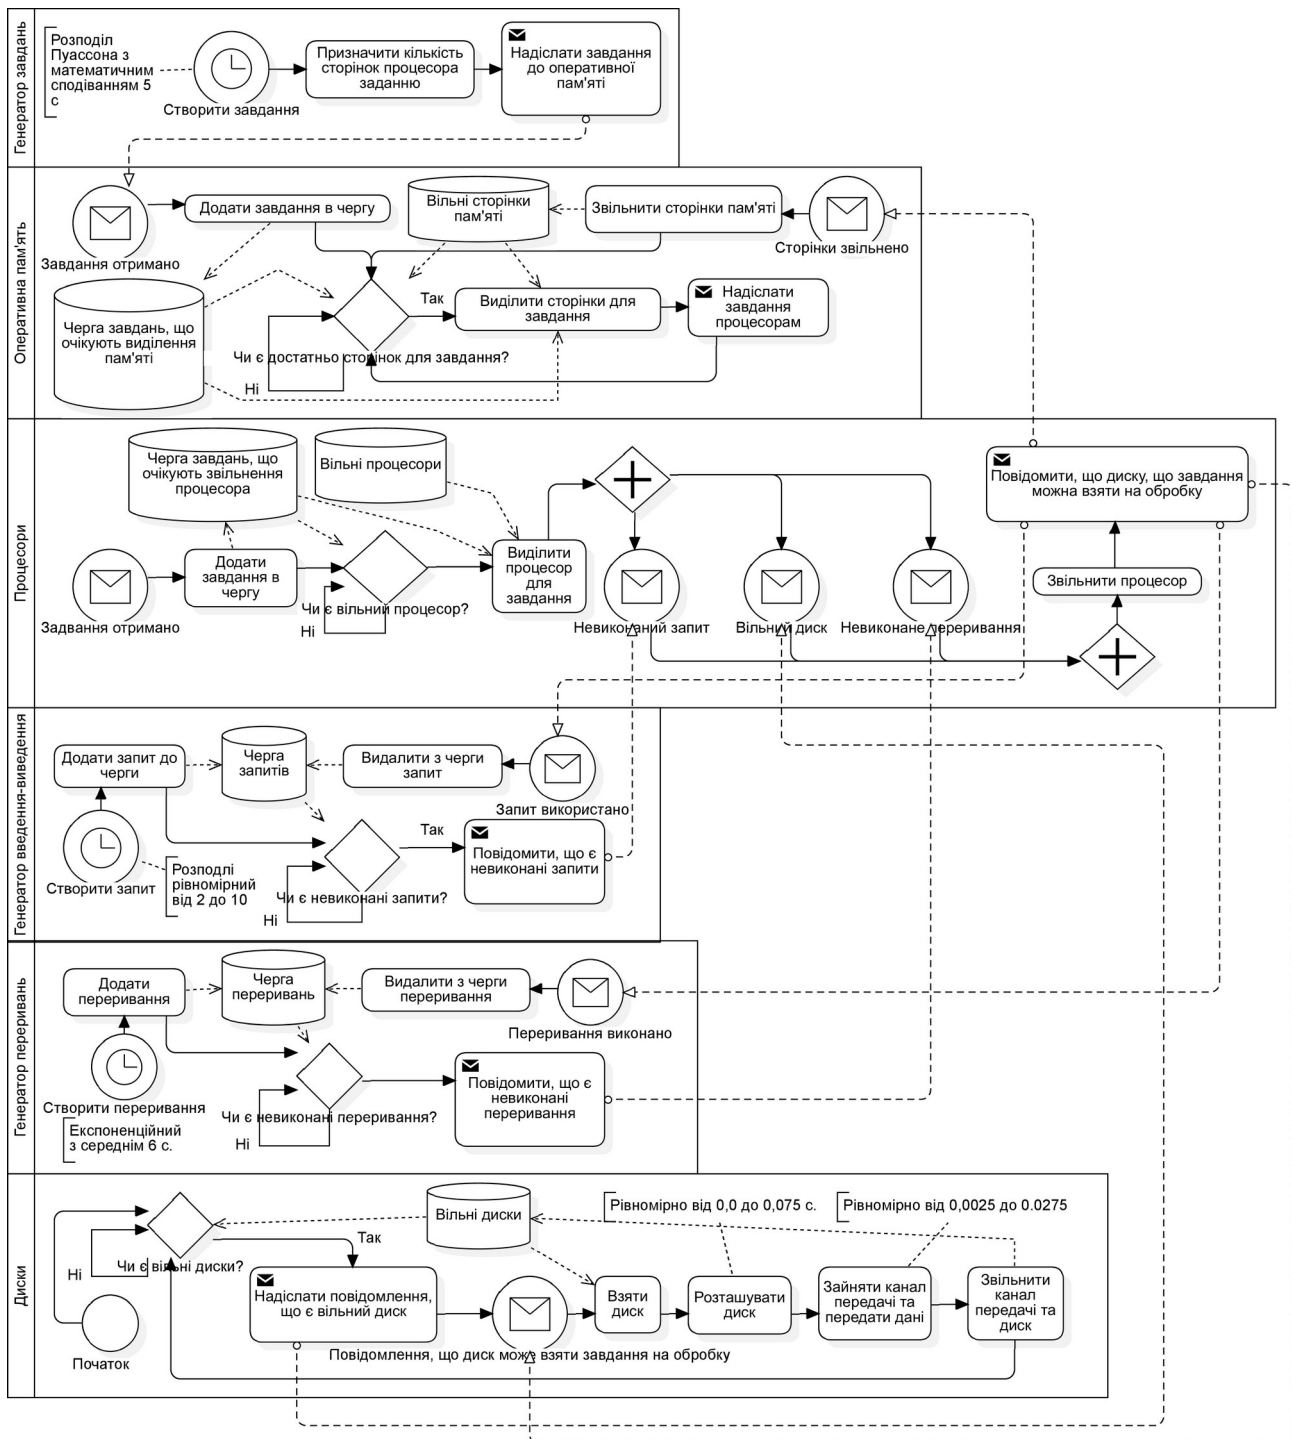 Генератор завдань
Розподіл
Пуассона з
математичним
сподіванням 5
с
Створити завдання
Призначити кількість
сторінок процесора
заданню
Надіслати завдання
до оперативної
пам'яті
Оперативна пам'ять
Завдання отримано
Додати завдання в чергу
Вільні сторінки
пам'яті
Звільнити сторінки пам'яті
Сторінки звільнено
Черга завдань, що
очікують виділення
пам'яті
Чи є достатньо сторінок для завдання?
Так
Ні
Виділити сторінки для
завдання
Надіслати
завдання
процесорам
Процесори
Черга завдань, що
очікують звільнення
процесора
Вільні процесори
Задвання отримано
Додати
завдання в
чергу
Чи є вільний процесор?
Ні
Виділити
процесор
для
завдання
Невиконаний запит
Вільний диск
Невиконане переривання
Повідомити, що диску, що завдання
можна взяти на обробку
Звільнити процесор
Генератор введення-виведення
Додати запит до
черги
Черга
запитів
Видалити з черги
запит
Запит використано
Створити запит
Розподлі
рівномірний
від 2 до 10
Чи є невиконані запити?
Так
Ні
Повідомити, що є
невиконані запити
Генератор переривань
Додати
переривання
Черга
переривань
Видалити з черги
переривання
Переривання виконано
Створити переривання
Експоненційний
з середнім 6 с.
Чи є невиконані переривання?
Ні
Повідомити, що є
невиконані
переривання
Диски
Чи є вільні диски?
Так
Ні
Початок
Вільні диски
Рівномірно від 0,0 до 0,075 с.
Рівномірно від 0,0025 до 0.0275
Надіслати повідомлення,
що є вільний диск
Повідомлення, що диск може взяти завдання на обробку
Взяти
диск
Розташувати
диск
Зайняти канал
передачі та
передати дані
Звільнити
канал
передачі та
диск